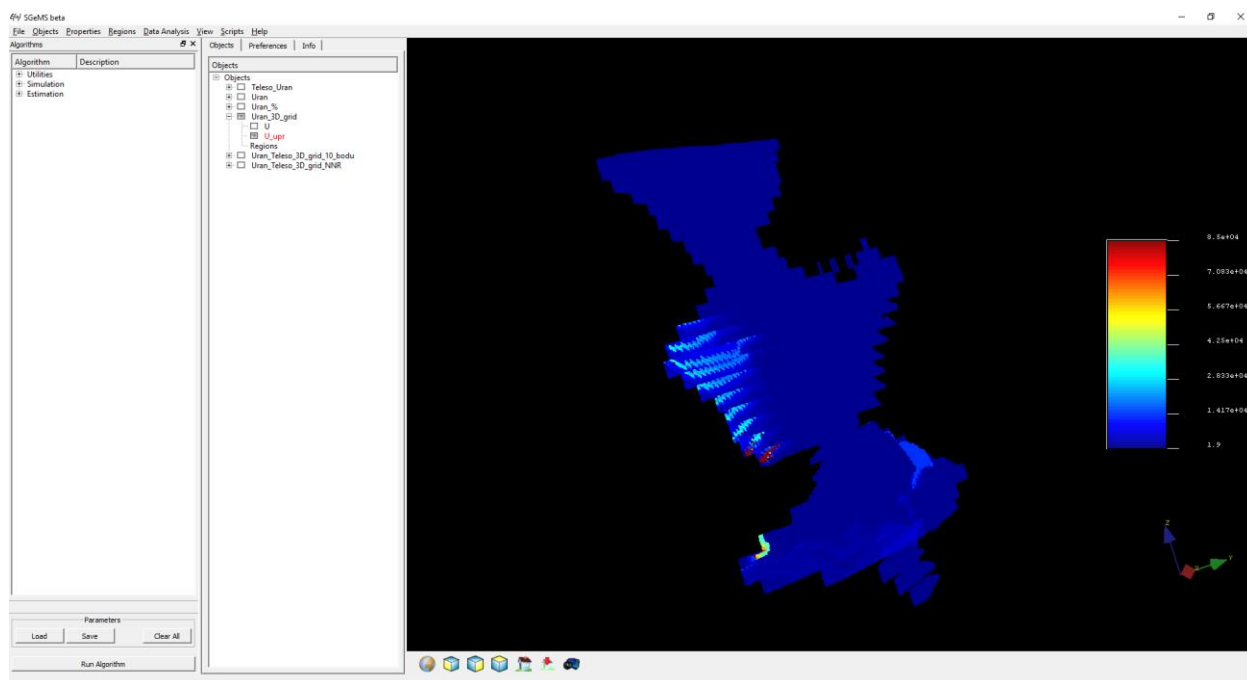 SGeMS beta
File Objects Properties Regions Data Analysis View Scripts Help
Algorithms
Algorithm Description
Utilities
Simulation
Estimation
Parameters
Load Save Clear All
Run Algorithm
Objects Preferences Info
Objects
Objects
Teleso_Uran
Uran
Uran_%
Uran_3D_grid
U
U_upr
Regions
Uran_Teleso_3D_grid_10_bodu
Uran_Teleso_3D_grid_NNR
8.5e+04
7.083e+04
5.667e+04
4.25e+04
2.833e+04
1.417e+04
1.9
Z
Y